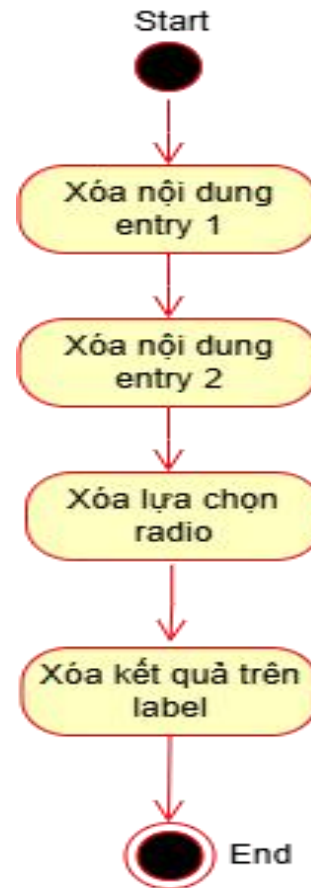 Start
Xóa nội dung
entry 1
Xóa nội dung
entry 2
Xóa lựa chọn
radio
Xóa kết quả trên
label
End